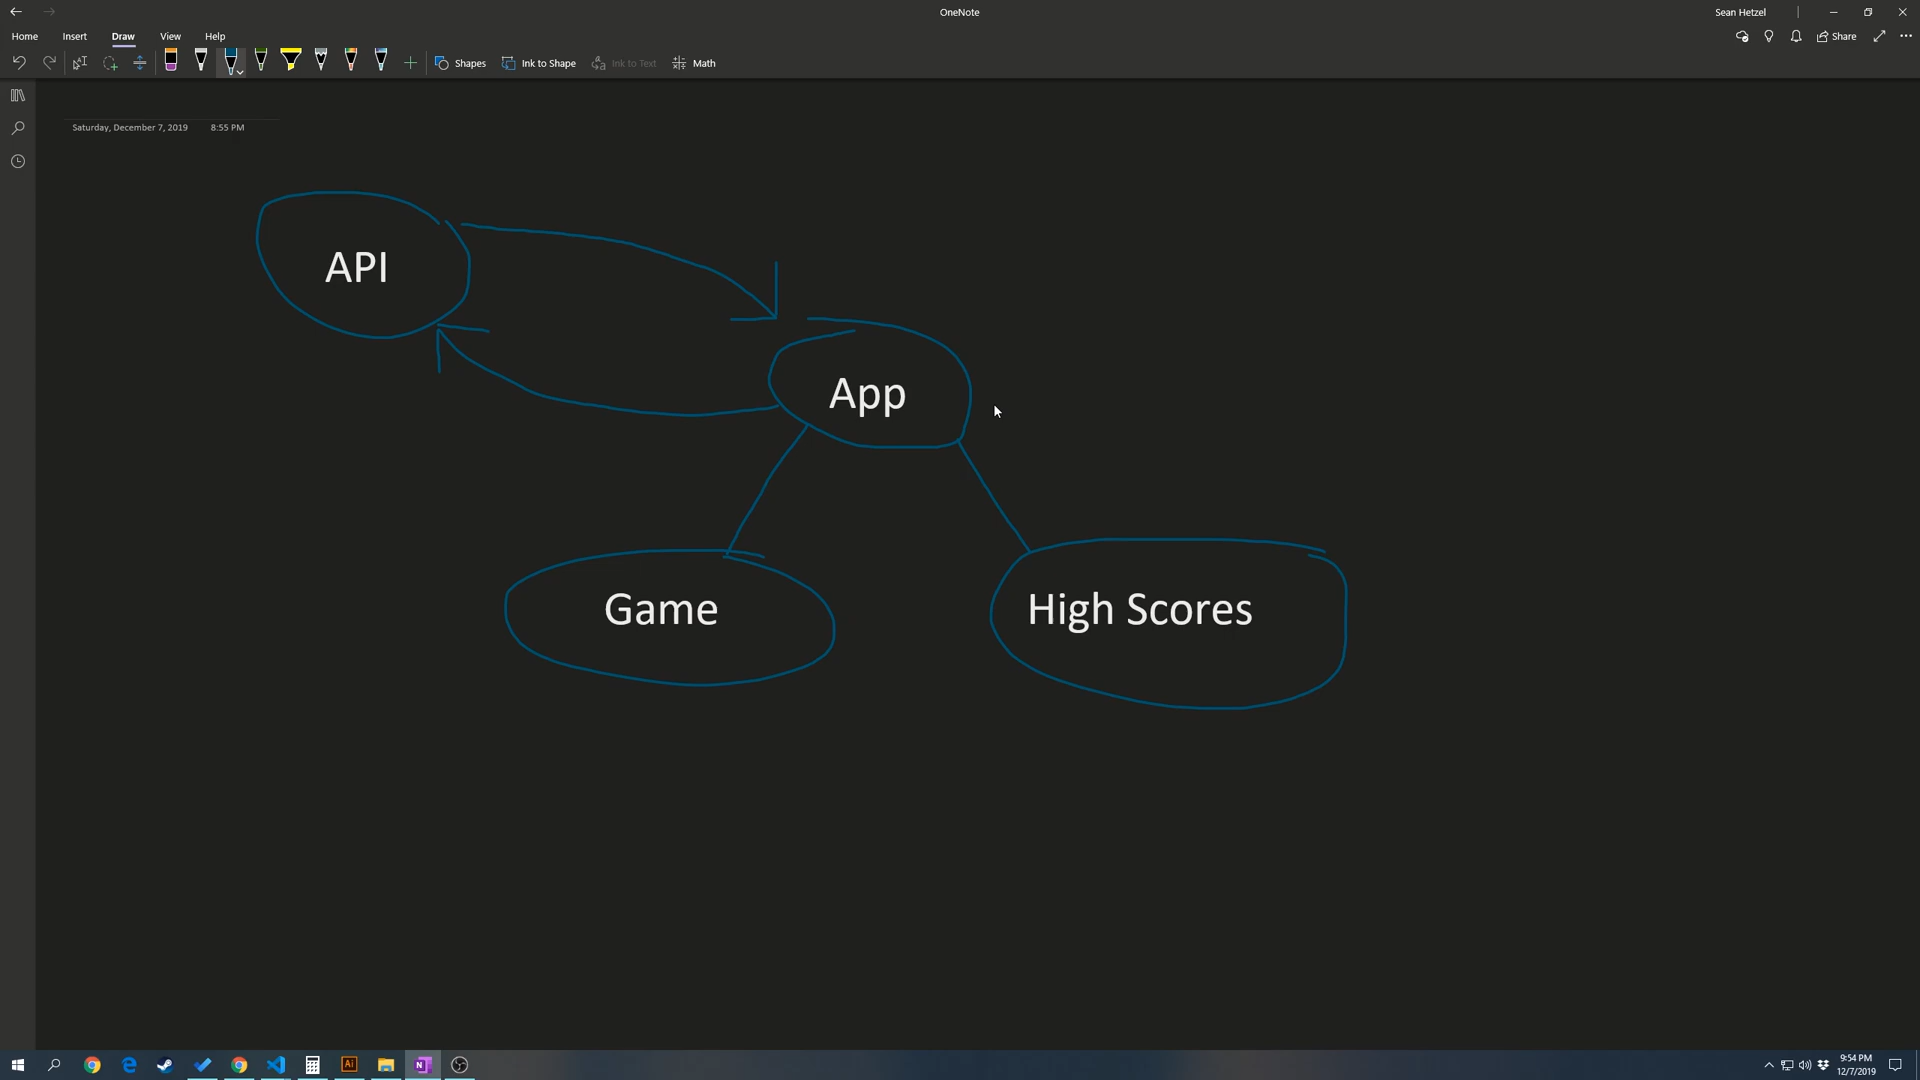 OneNote
Sean Hetzel
Home Insert Draw View Help
Share
Shapes Ink to Shape Ink to Text Math
Saturday, December 7, 2019 8:55 PM
API
App
Game
High Scores
Ai
N
9:54 PM
12/7/2019